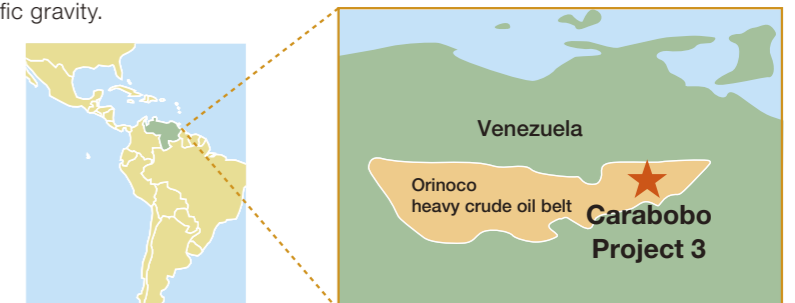 fic gravity.
Venezuela
Orinoco
heavy crude oil belt
Carabobo
Project 3